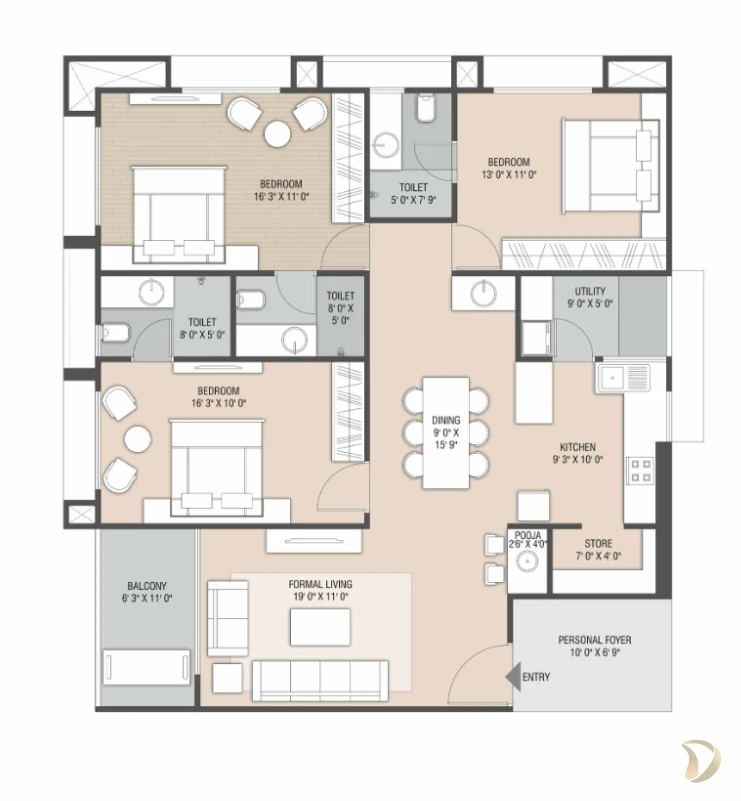 BEDROOM
16' 3" X 11' 0"
TOILET
5' 0" X 7' 9"
BEDROOM
13' 0" X 11' 0"
TOILET
8' 0" X 5' 0"
TOILET
8' 0" X
5' 0"
UTILITY
9' 0" X 5' 0"
BEDROOM
16' 3" X 10' 0"
DINING
9' 0" X
15' 9"
KITCHEN
9' 3" X 10' 0"
POOJA
2'6" X 4'0"
STORE
7' 0" X 4' 0"
BALCONY
6' 3" X 11' 0"
FORMAL LIVING
19' 0" X 11' 0"
PERSONAL FOYER
10' 0" X 6' 9"
ENTRY